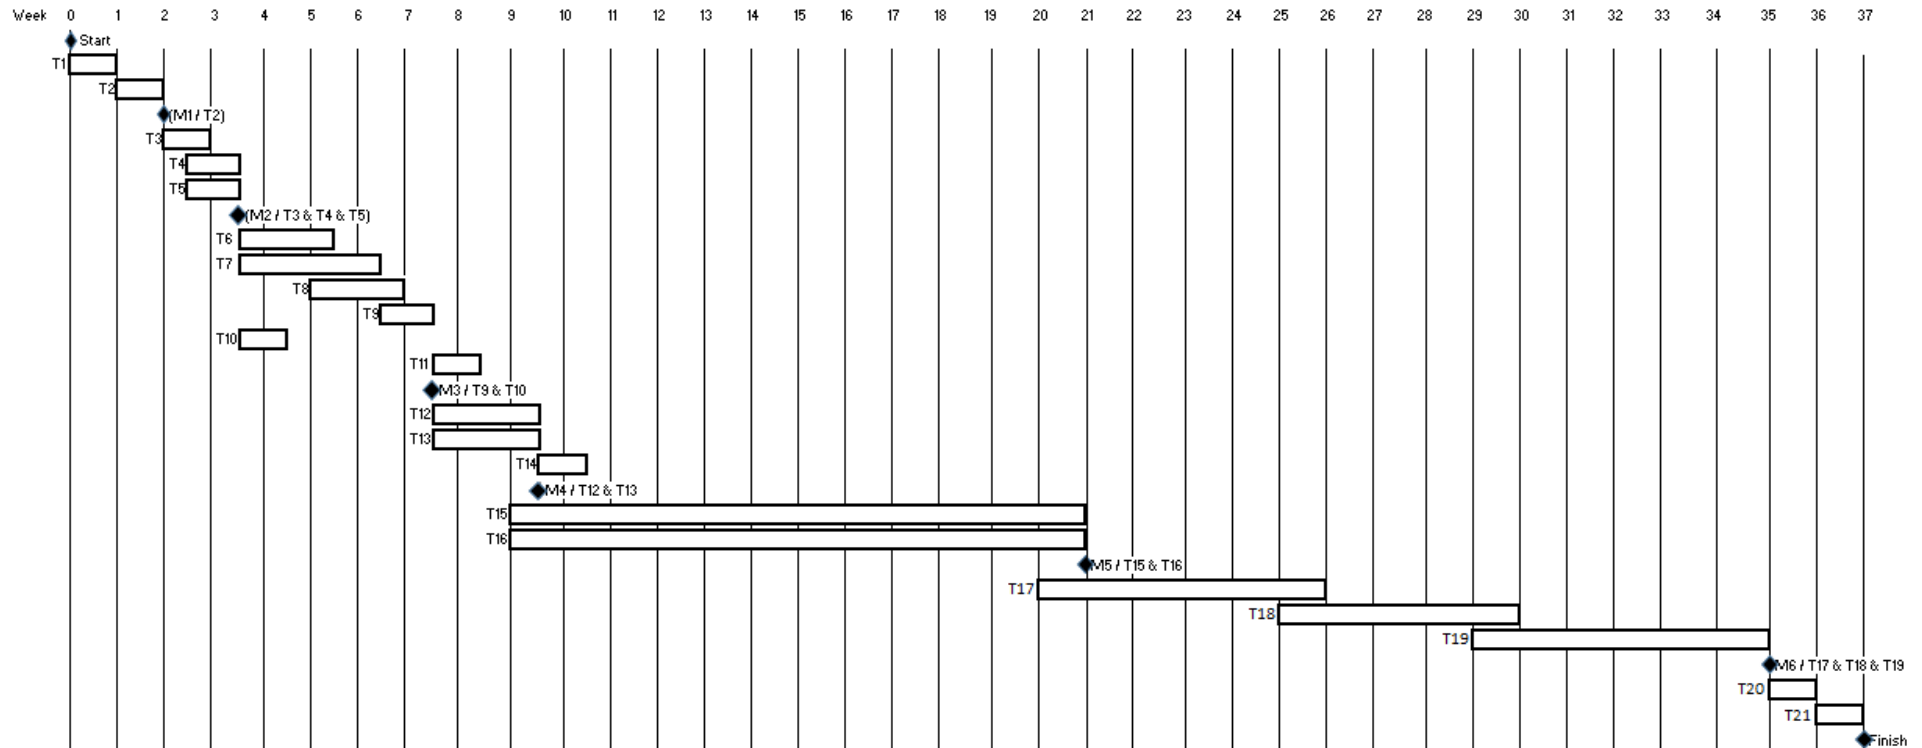 Week 0 1 2 3 4 5 6 7 8 9 10 11 12 13 14 15 16 17 18 19 20 21 22 23 24 25 26 27 28 29 30 31 32 33 34 35 36 37
Start
T1
T2
(M1 / T2)
T3
T4
T5
(M2 / T3 & T4 & T5)
T6
T7
T8
T9
T10
T11
M3 / T9 & T10
T12
T13
T14
M4 / T12 & T13
T15
T16
M5 / T15 & T16
T17
T18
T19
M6 / T17 & T18 & T19
T20
T21
Finish